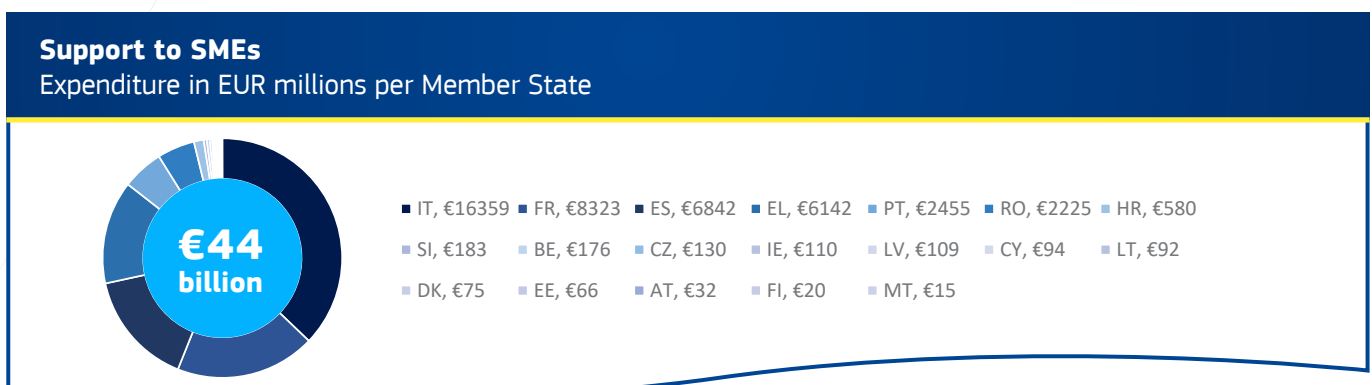 Support to SMEs
Expenditure in EUR millions per Member State
€44
billion
IT, €16359 FR, €8323 ES, €6842 EL, €6142 PT, €2455 RO, €2225 HR, €580
SI, €183 BE, €176 CZ, €130 IE, €110 LV, €109 CY, €94 LT, €92
DK, €75 EE, €66 AT, €32 FI, €20 MT, €15